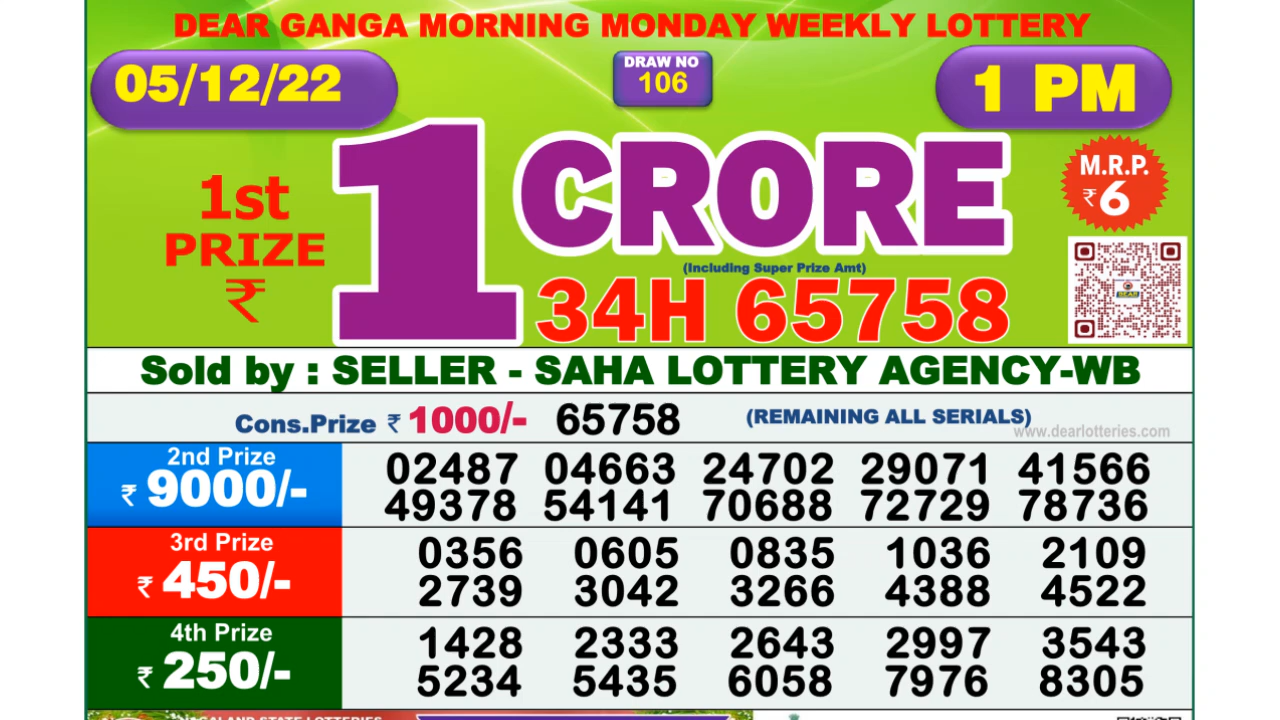 DEAR GANGA MORNING MONDAY WEEKLY LOTTERY
05/12/22
DRAW NO
106
1 PM
1st
PRIZE
₹
1 CRORE
(Including Super Prize Amt)
34H 65758
M.R.P.
₹6
Sold by : SELLER - SAHA LOTTERY AGENCY-WB
Cons.Prize ₹ 1000/- 65758 (REMAINING ALL SERIALS)
www.dearlotteries.com
2nd Prize
₹ 9000/-
02487 04663 24702 29071 41566
49378 54141 70688 72729 78736
3rd Prize
₹ 450/-
0356 0605 0835 1036 2109
2739 3042 3266 4388 4522
4th Prize
₹ 250/-
1428 2333 2643 2997 3543
5234 5435 6058 7976 8305